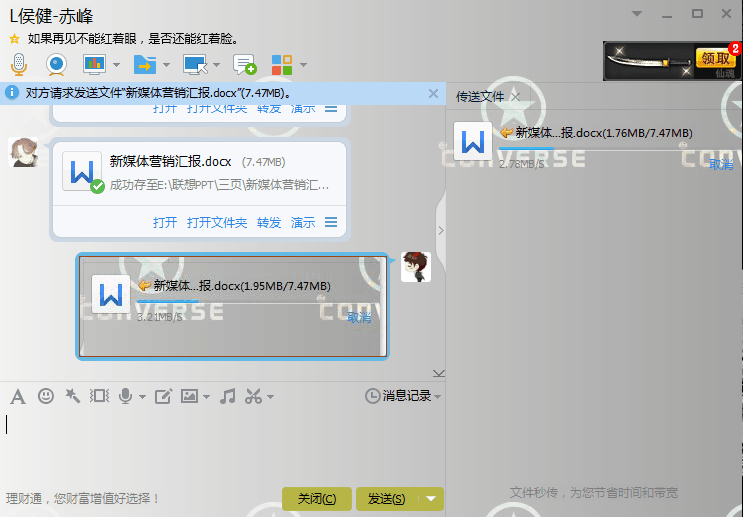 L侯健-赤峰
如果再见不能红着眼，是否还能红着脸。
领取
2
仙魂
对方请求发送文件"新媒体营销汇报.docx"(7.47MB)。
打开 打开文件夹 转发 演示
新媒体营销汇报.docx (7.47MB)
成功存至E:\联想PPT\三页\新媒体营销汇...
打开 打开文件夹 转发 演示
新媒体...报.docx(1.95MB/7.47MB)
3.21MB/S 取消
CONVERSE
消息记录
理财通，您财富增值好选择！
关闭(C) 发送(S)
传送文件
新媒体...报.docx(1.76MB/7.47MB)
2.78MB/S 取消
CONVERSE
文件秒传，为您节省时间和带宽